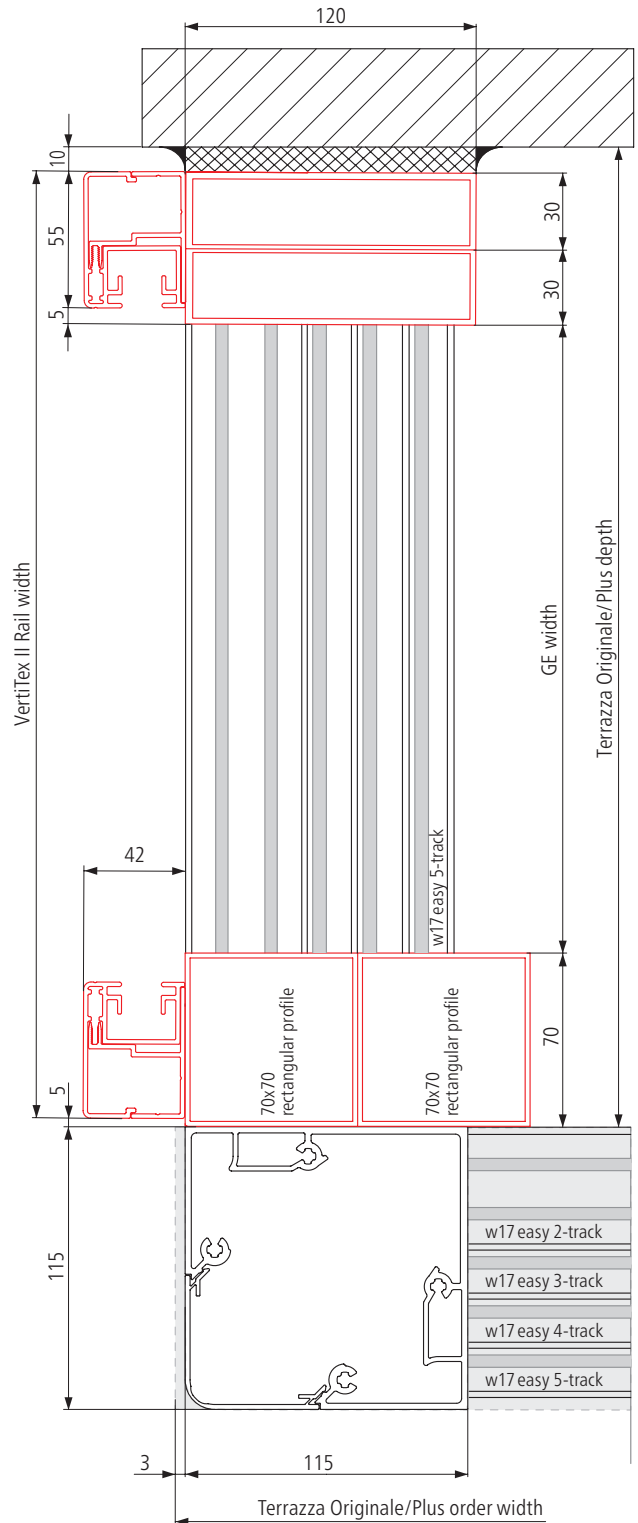 120
10
55
5
30
30
VertiTex II Rail width
GE width
Terrazza Originale/Plus depth
w17 easy 5-track
42
70x70
rectangular profile
70x70
rectangular profile
70
5
115
w17 easy 2-track
w17 easy 3-track
w17 easy 4-track
w17 easy 5-track
3
115
Terrazza Originale/Plus order width